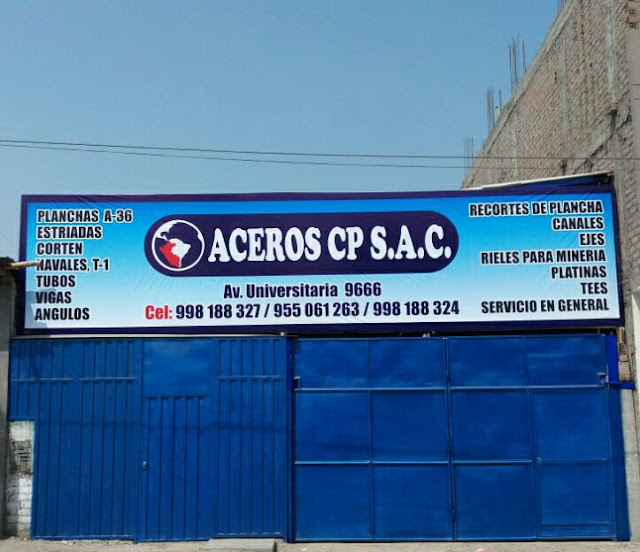 PLANCHAS A-36
ESTRIADAS
CORTEN
NAVALES, T-1
TUBOS
VIGAS
ANGULOS
ACEROS CP S.A.C.
Av. Universitaria 9666
Cel: 998 188 327 / 955 061 263 / 998 188 324
RECORTES DE PLANCHA
CANALES
EJES
RIELES PARA MINERIA
PLATINAS
TEES
SERVICIO EN GENERAL